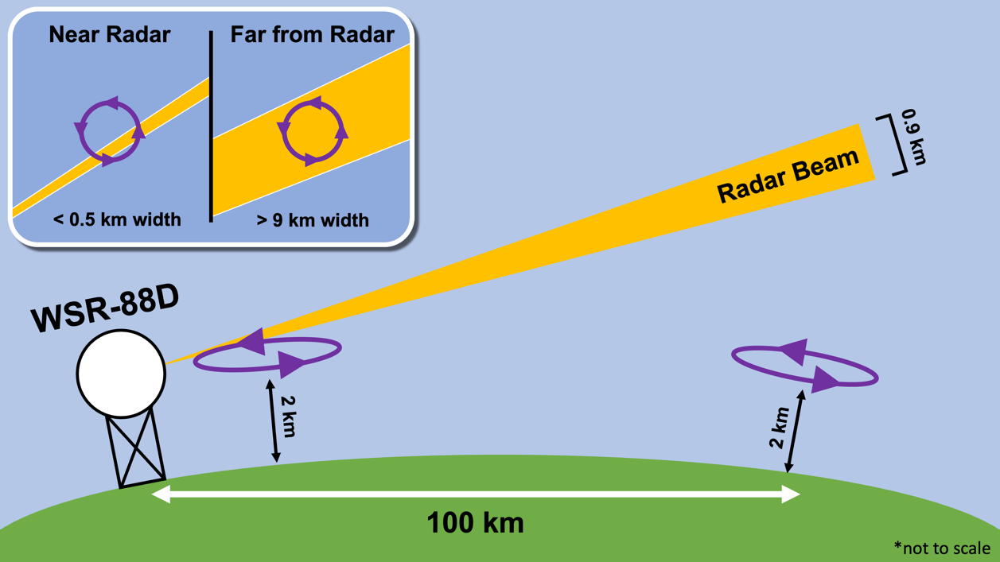 Near Radar
Far from Radar
< 0.5 km width
> 9 km width
0.9 km
Radar Beam
WSR-88D
2 km
2 km
100 km
*not to scale